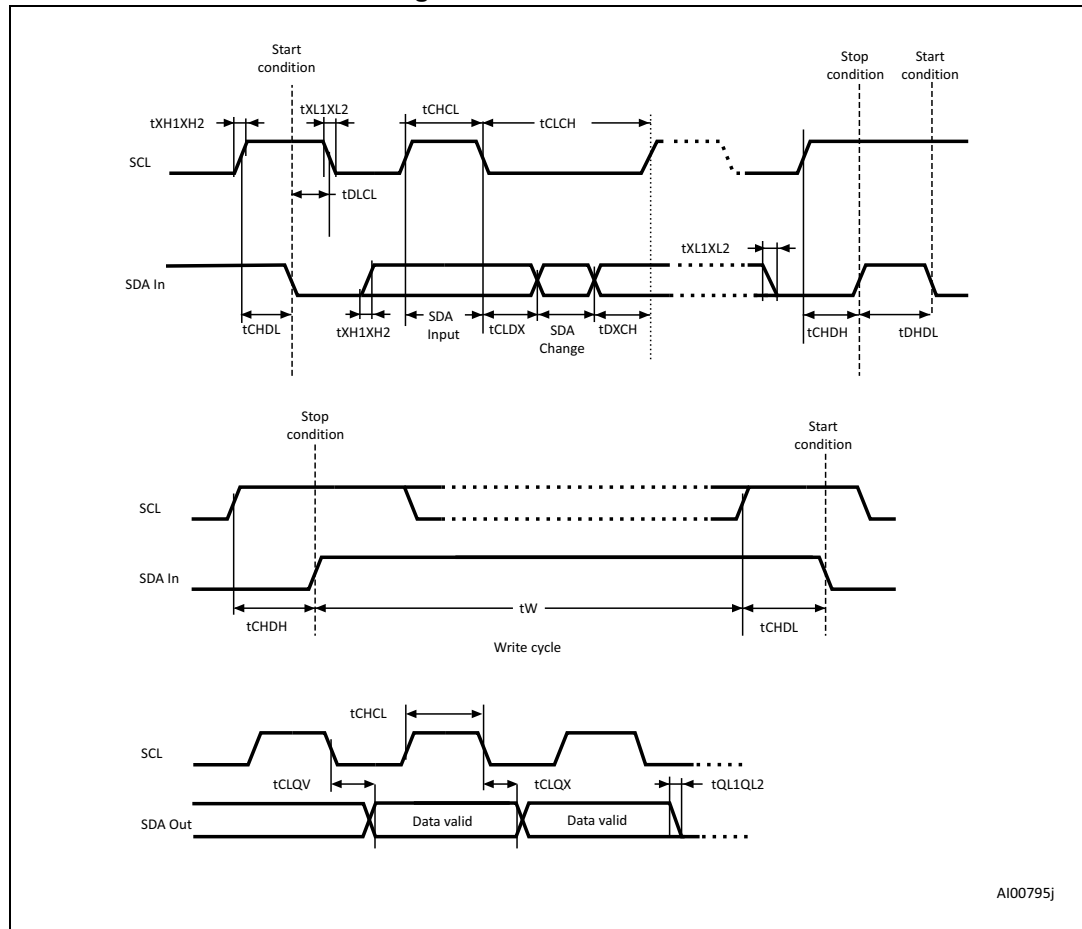 Start
condition
Stop
condition
Start
condition
tXH1XH2
tXL1XL2
tCHCL
tCLCH
SCL
tDLCL
tXL1XL2
SDA In
tCHDL
tXH1XH2
SDA
Input
tCLDX
SDA
Change
tDXCH
tCHDH
tDHDL
Stop
condition
Start
condition
SCL
SDA In
tCHDH
tW
tCHDL
Write cycle
tCHCL
SCL
tCLQV
tCLQX
tQL1QL2
SDA Out
Data valid
Data valid
AI00795j